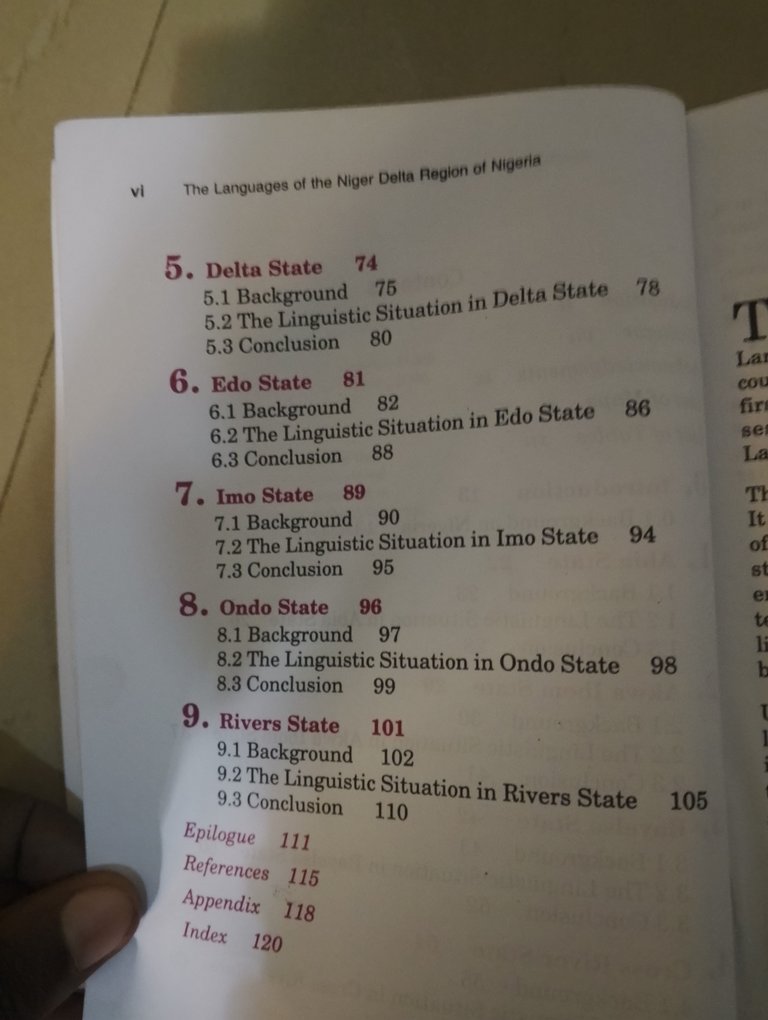 vi The Languages of the Niger Delta Region of Nigeria
5. Delta State 74
5.1 Background 75
5.2 The Linguistic Situation in Delta State 78
5.3 Conclusion 80
6. Edo State 81
6.1 Background 82
6.2 The Linguistic Situation in Edo State 86
6.3 Conclusion 88
7. Imo State 89
7.1 Background 90
7.2 The Linguistic Situation in Imo State 94
7.3 Conclusion 95
8. Ondo State 96
8.1 Background 97
8.2 The Linguistic Situation in Ondo State 98
8.3 Conclusion 99
9. Rivers State 101
9.1 Background 102
9.2 The Linguistic Situation in Rivers State 105
9.3 Conclusion 110
Epilogue 111
References 115
Appendix 118
Index 120